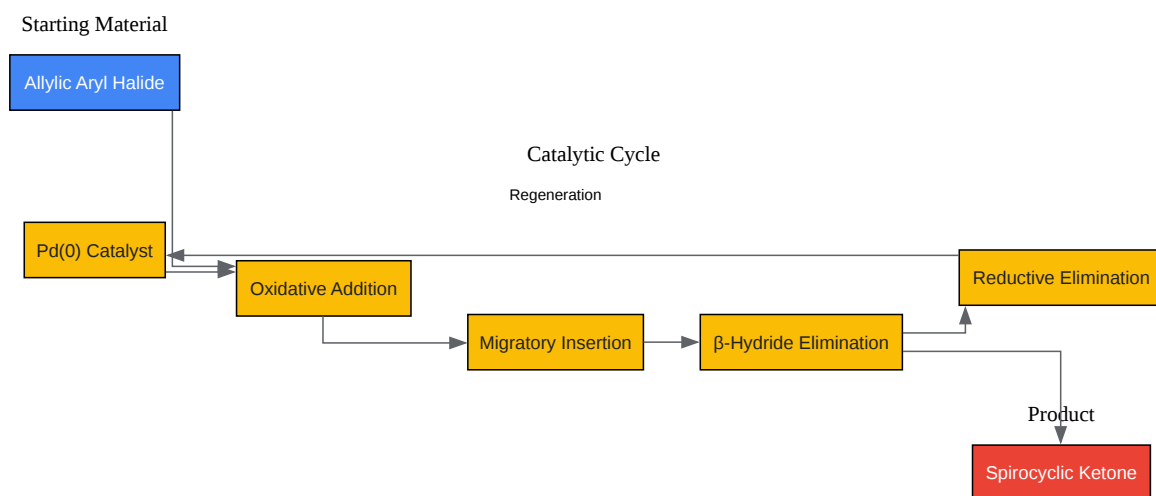 Starting Material
Allylic Aryl Halide
Catalytic Cycle
Regeneration
Pd(0) Catalyst
Oxidative Addition
Reductive Elimination
Migratory Insertion
β-Hydride Elimination
Product
Spirocyclic Ketone